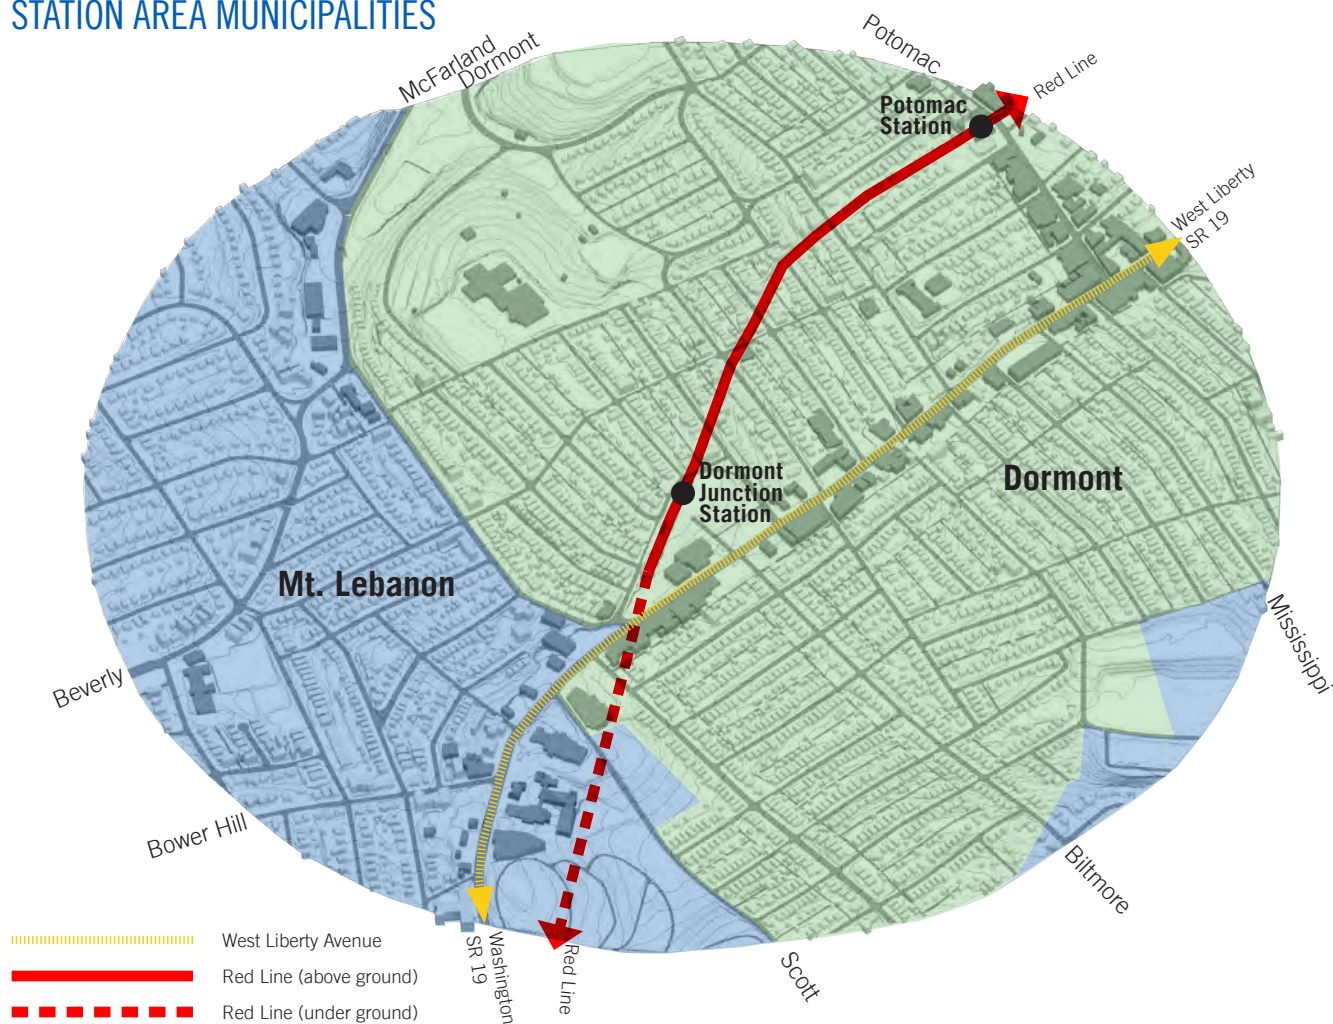 STATION AREA MUNICIPALITIES
McFarland
Dormont
Potomac
Red Line
Potomac
Station
West Liberty
SR 19
Dormont
Junction
Station
Dormont
Mt. Lebanon
Mississippi
Beverly
Bower Hill
Biltmore
Scott
Washington
SR 19
Red Line
West Liberty Avenue
Red Line (above ground)
Red Line (under ground)